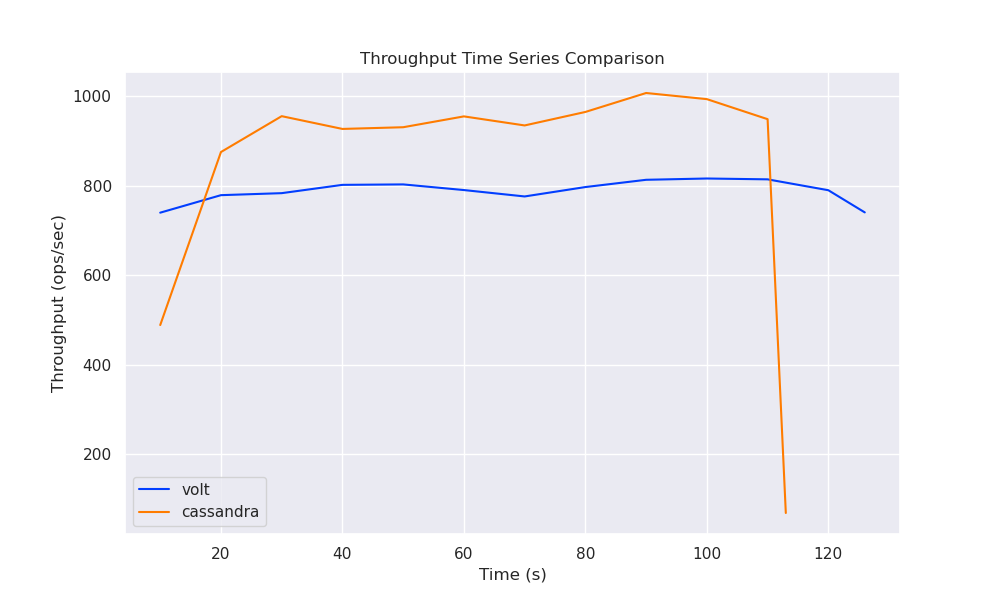 Throughput Time Series Comparison
1000
800
600
400
200
Throughput (ops/sec)
volt
cassandra
20 40 60 80 100 120
Time (s)